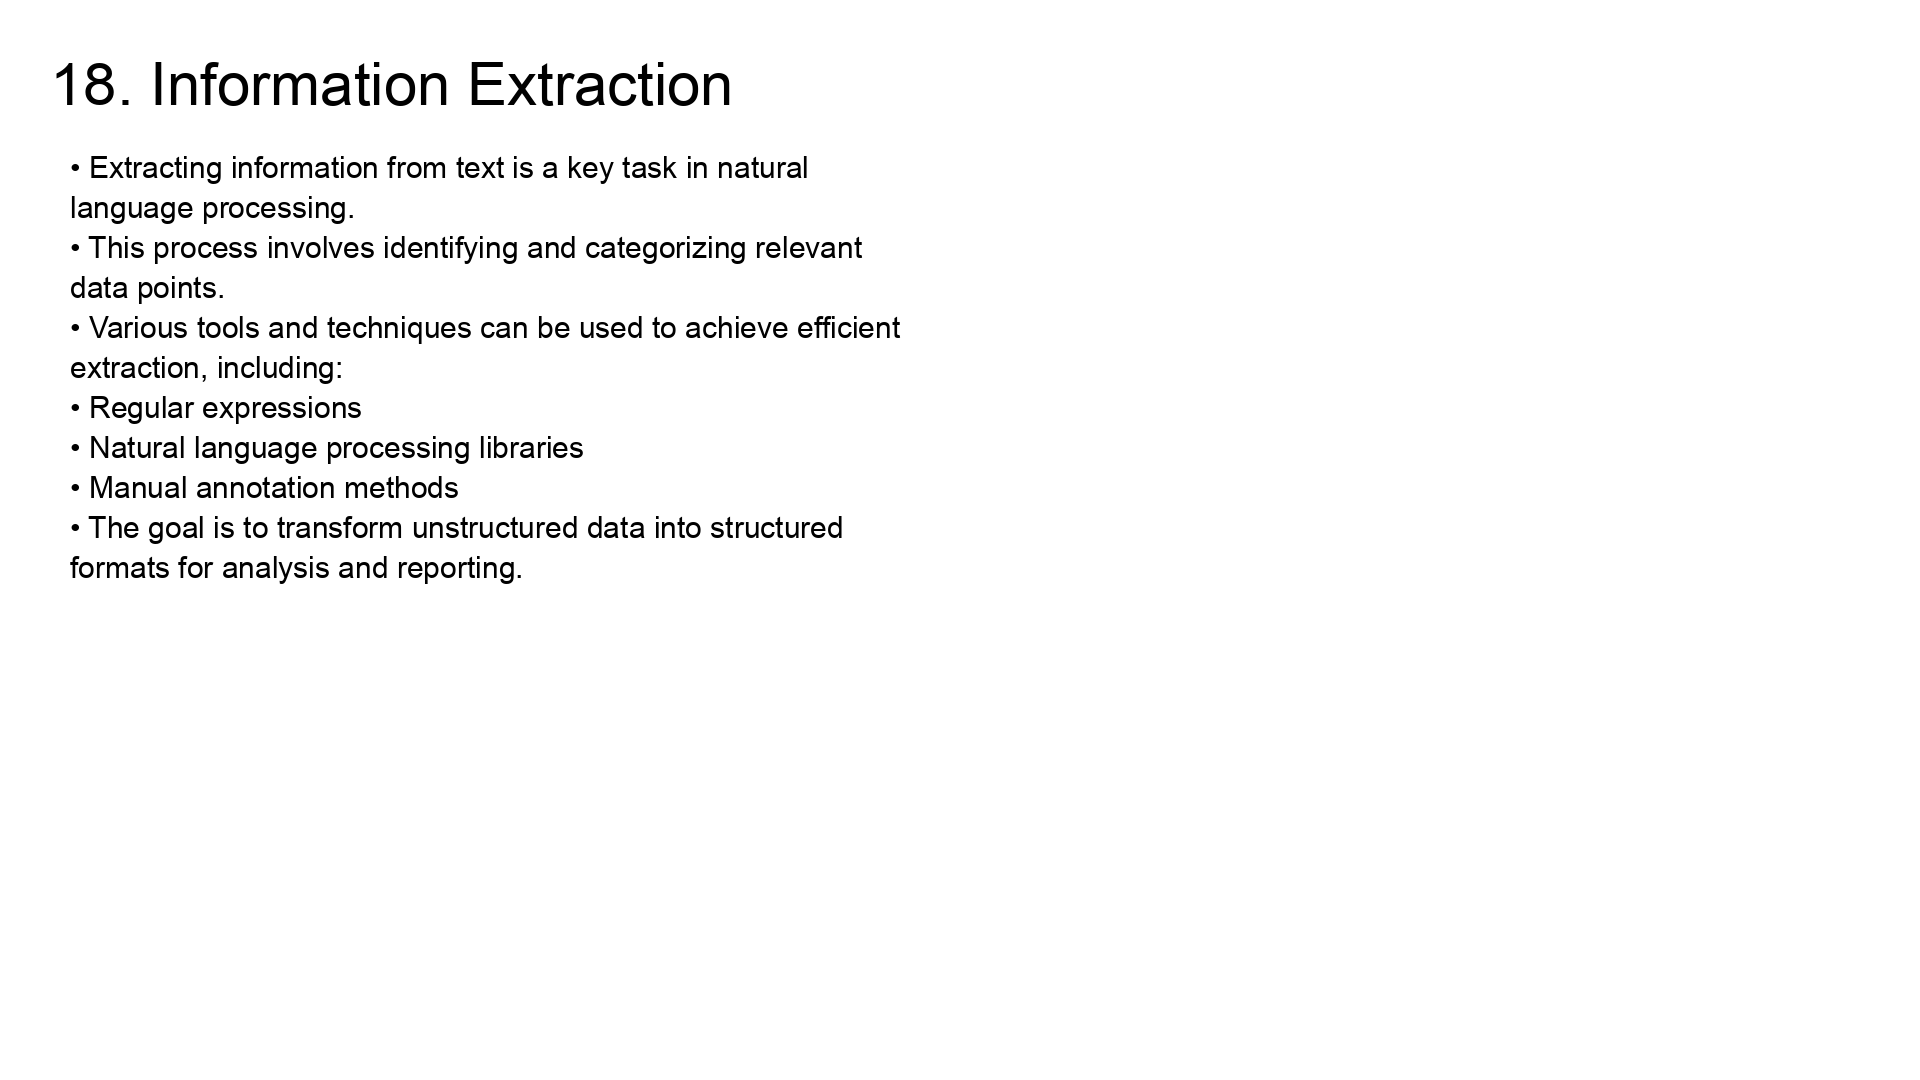 18. Information Extraction
• Extracting information from text is a key task in natural
language processing.
• This process involves identifying and categorizing relevant
data points.
• Various tools and techniques can be used to achieve efficient
extraction, including:
• Regular expressions
• Natural language processing libraries
• Manual annotation methods
• The goal is to transform unstructured data into structured
formats for analysis and reporting.